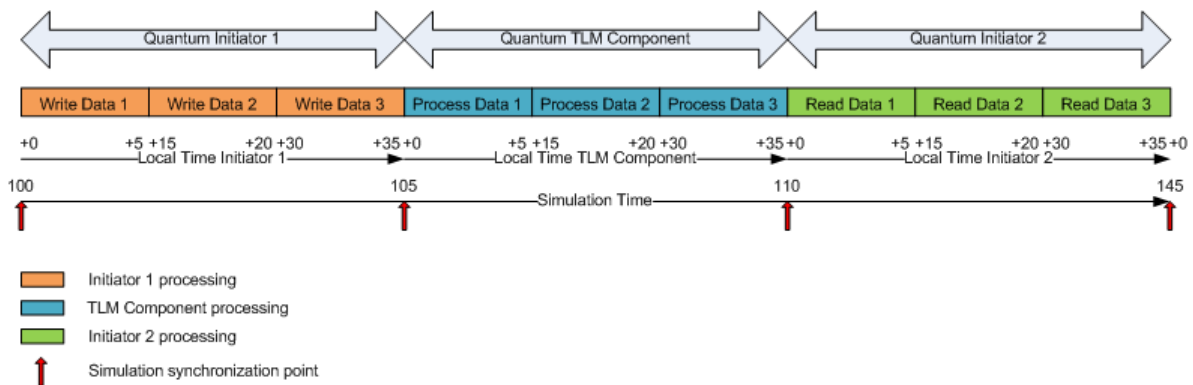 Quantum Initiator 1 Quantum TLM Component Quantum Initiator 2
Write Data 1 Write Data 2 Write Data 3 Process Data 1 Process Data 2 Process Data 3 Read Data 1 Read Data 2 Read Data 3
+0 +5 +15 +20 +30 +35 +0 +5 +15 +20 +30 +35 +0 +5 +15 +20 +30 +35 +0
Local Time Initiator 1 Local Time TLM Component Local Time Initiator 2
100 105 110 145
Simulation Time
Initiator 1 processing
TLM Component processing
Initiator 2 processing
Simulation synchronization point